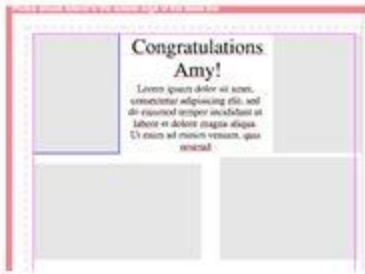 Congratulations
Amy!
Lorem ipsum dolor sit amet,
consectetur adipiscing elit, sed
do eiusmod tempor incididunt ut
labore et dolore magna aliqua.
Ut enim ad minim veniam, quis
nostrud